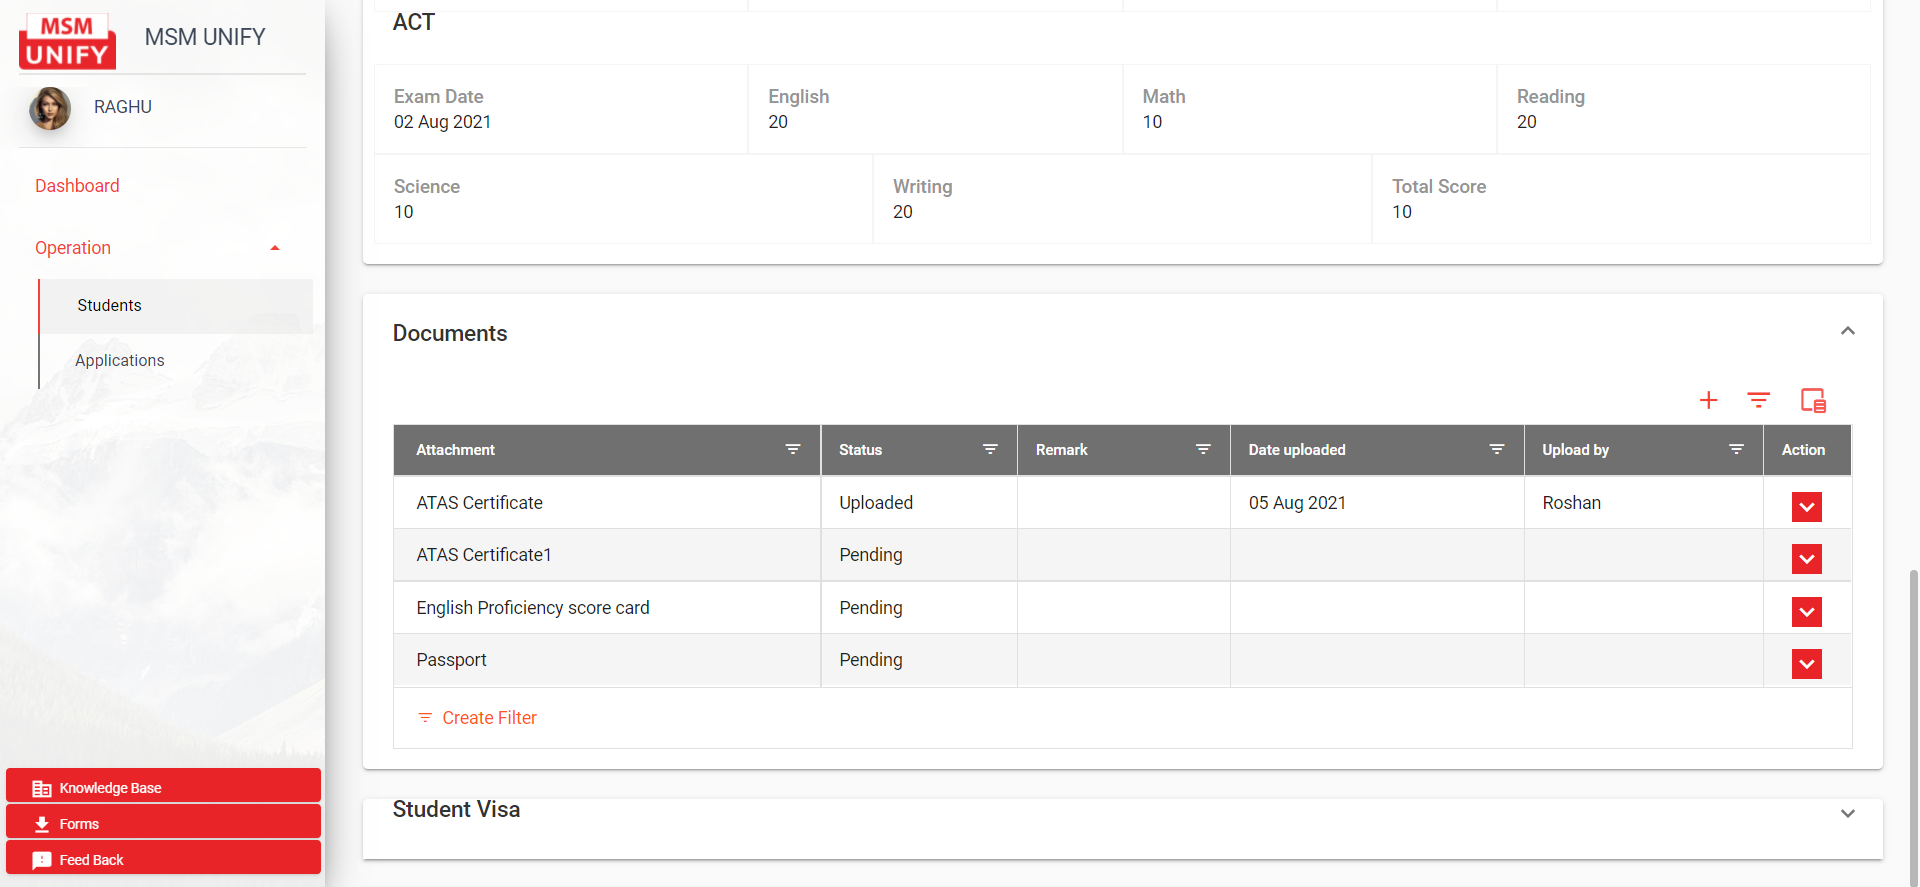 MSM
UNIFY
MSM UNIFY
RAGHU
Dashboard
Operation
Students
Applications
Knowledge Base
Forms
Feed Back
ACT
Exam Date
02 Aug 2021
English
20
Math
10
Reading
20
Science
10
Writing
20
Total Score
10
Documents
Attachment Status Remark Date uploaded Upload by Action
ATAS Certificate Uploaded 05 Aug 2021 Roshan
ATAS Certificate1 Pending
English Proficiency score card Pending
Passport Pending
Create Filter
Student Visa